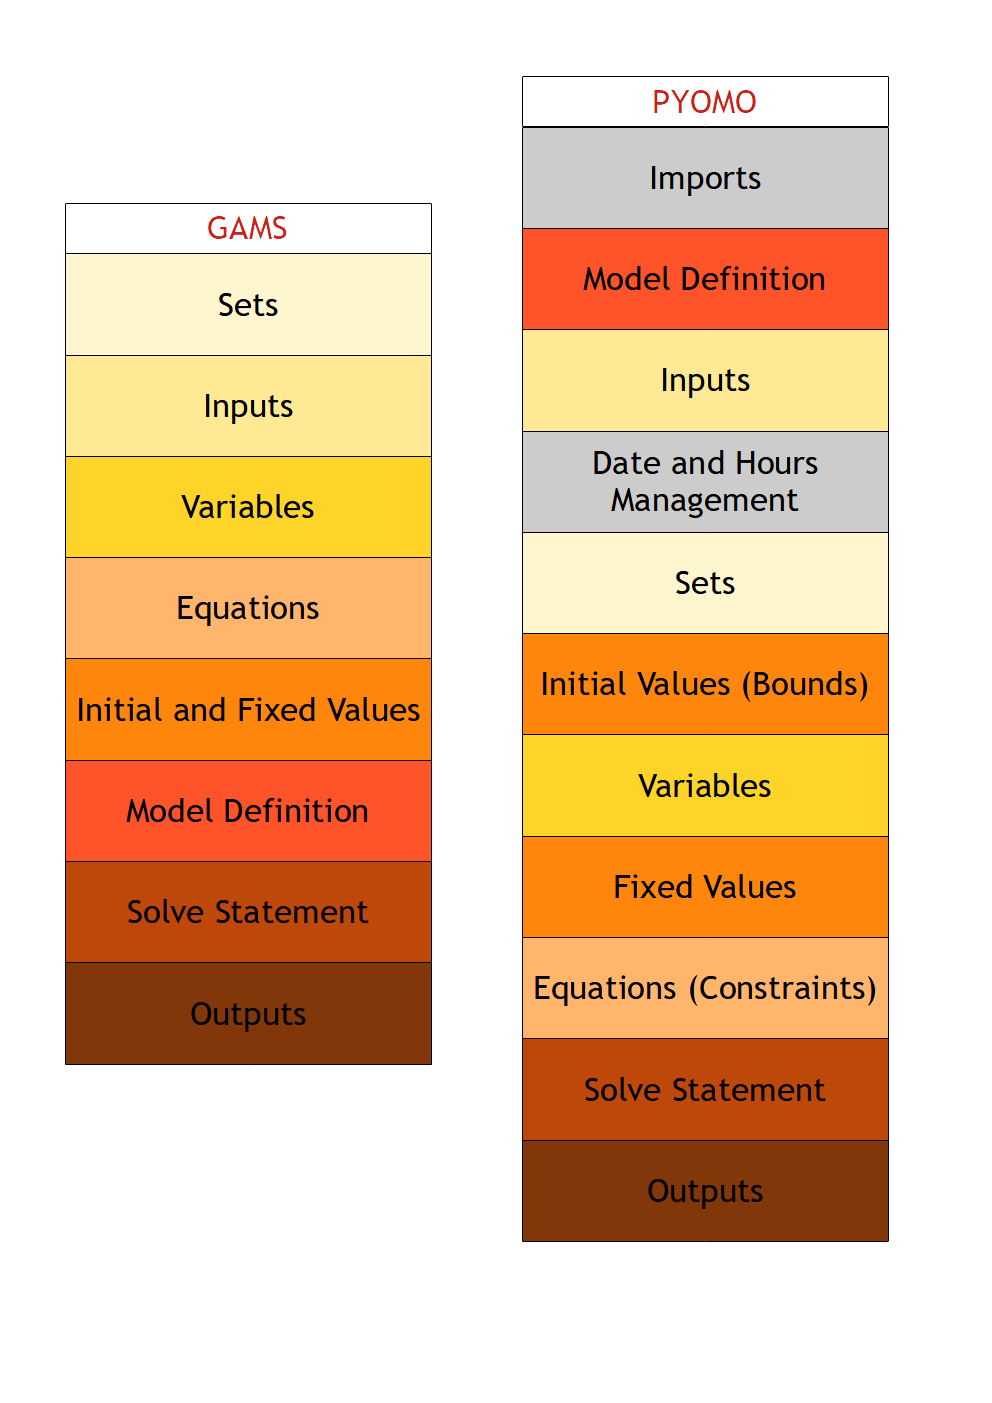 GAMS
Sets
Inputs
Variables
Equations
Initial and Fixed Values
Model Definition
Solve Statement
Outputs
PYOMO
Imports
Model Definition
Inputs
Date and Hours
Management
Sets
Initial Values (Bounds)
Variables
Fixed Values
Equations (Constraints)
Solve Statement
Outputs